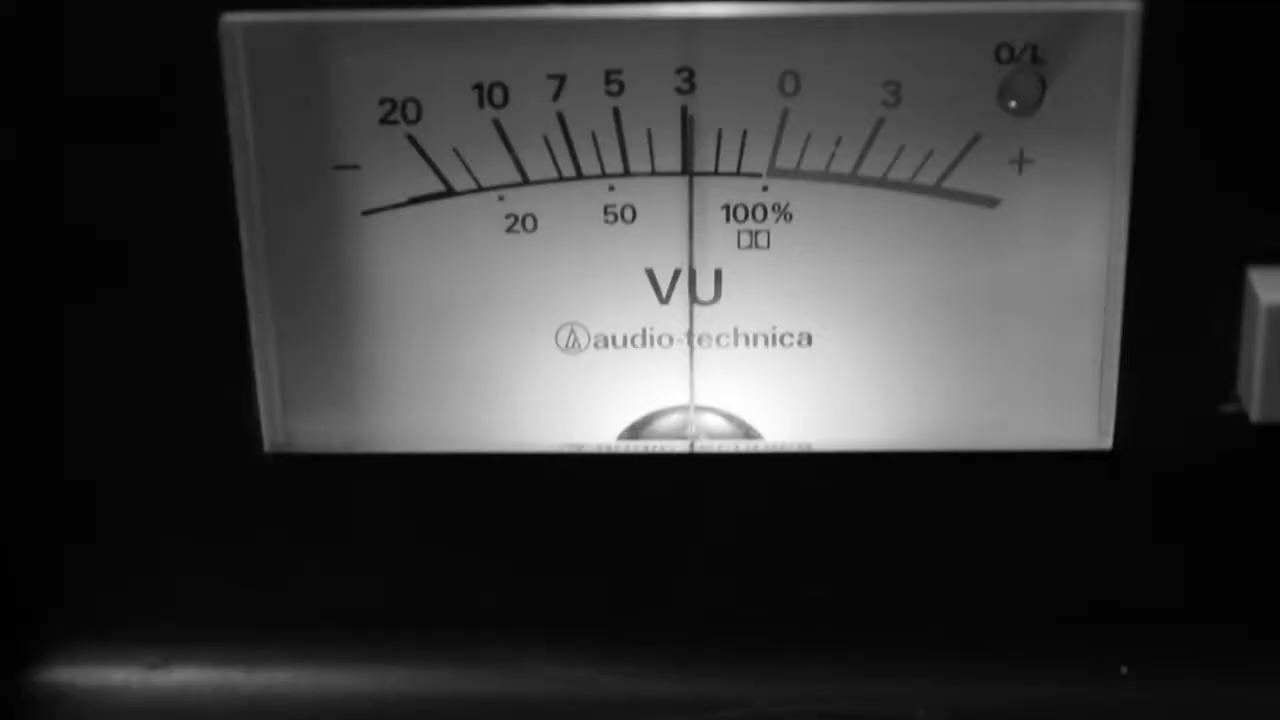 20 10 7 5 3 0 3 O/L
- +
20 50 100%
VU
audio-technica